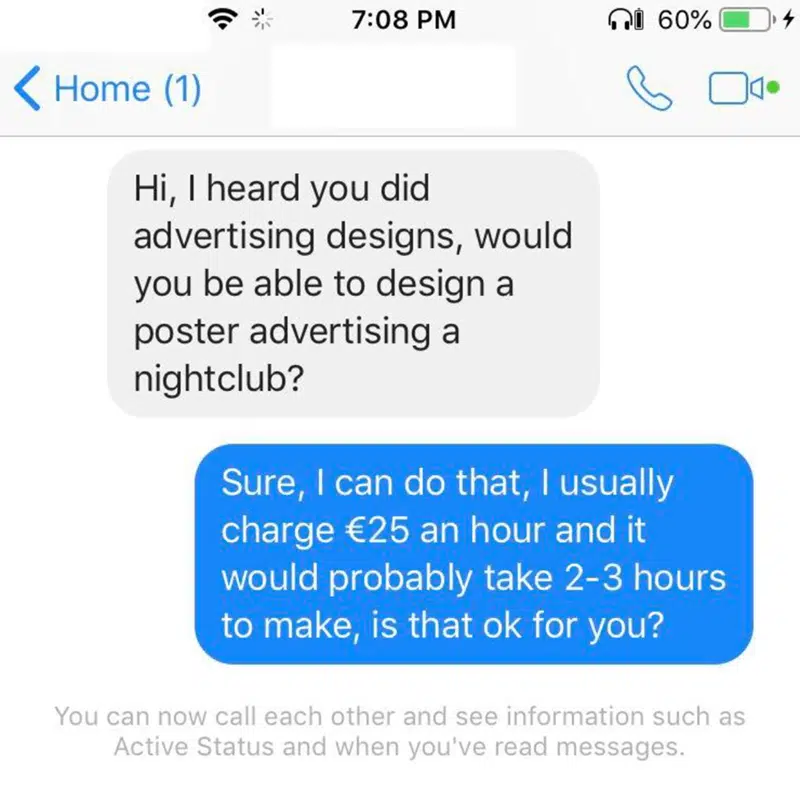 7:08 PM
60%
Home (1)
Hi, I heard you did
advertising designs, would
you be able to design a
poster advertising a
nightclub?
Sure, I can do that, I usually
charge €25 an hour and it
would probably take 2-3 hours
to make, is that ok for you?
You can now call each other and see information such as
Active Status and when you've read messages.